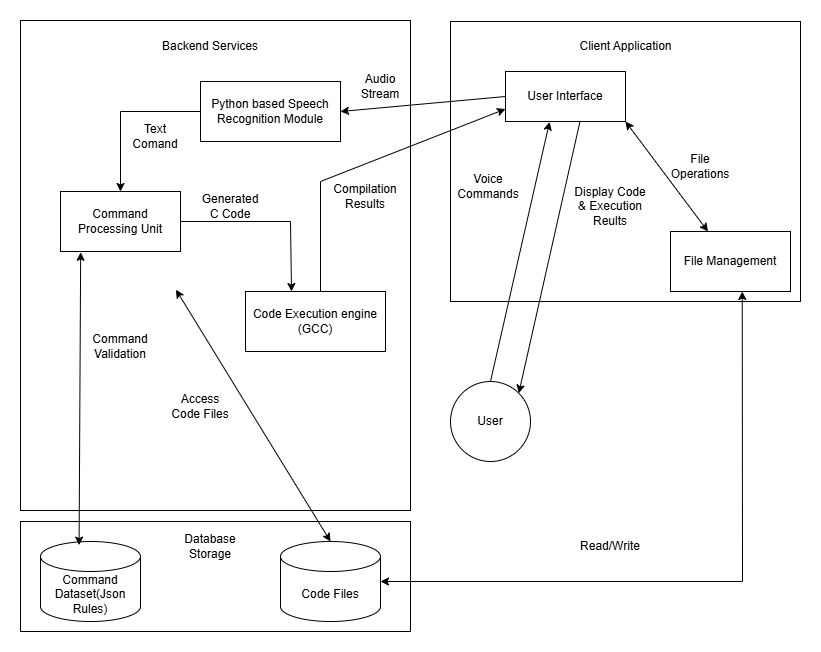 Backend Services
Client Application
Audio
Stream
User Interface
Python based Speech
Recognition Module
Text
Comand
File
Operations
Voice
Commands
Compilation
Results
Display Code
& Execution
Reults
Generated
C Code
Command
Processing Unit
File Management
Code Execution engine
(GCC)
Command
Validation
Access
Code Files
User
Database
Storage
Read/Write
Command
Dataset(Json
Rules)
Code Files